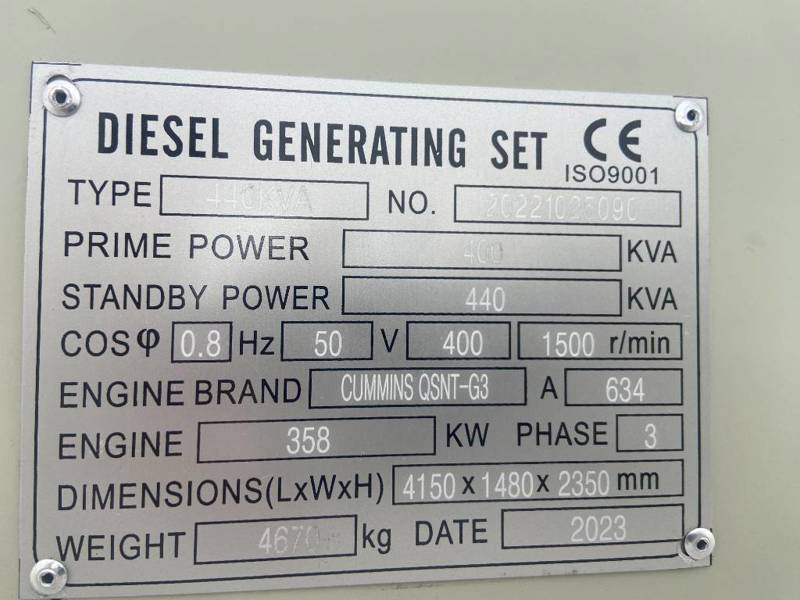 DIESEL GENERATING SET CE
ISO9001
TYPE 440KVA NO.
PRIME POWER 400 KVA
STANDBY POWER 440 KVA
COSφ 0.8 Hz 50 V 400 1500 r/min
ENGINE BRAND CUMMINS QSNT-G3 A 634
ENGINE 358 KW PHASE 3
DIMENSIONS(LxWxH) 4150 x 1480 x 2350 mm
WEIGHT kg DATE 2023